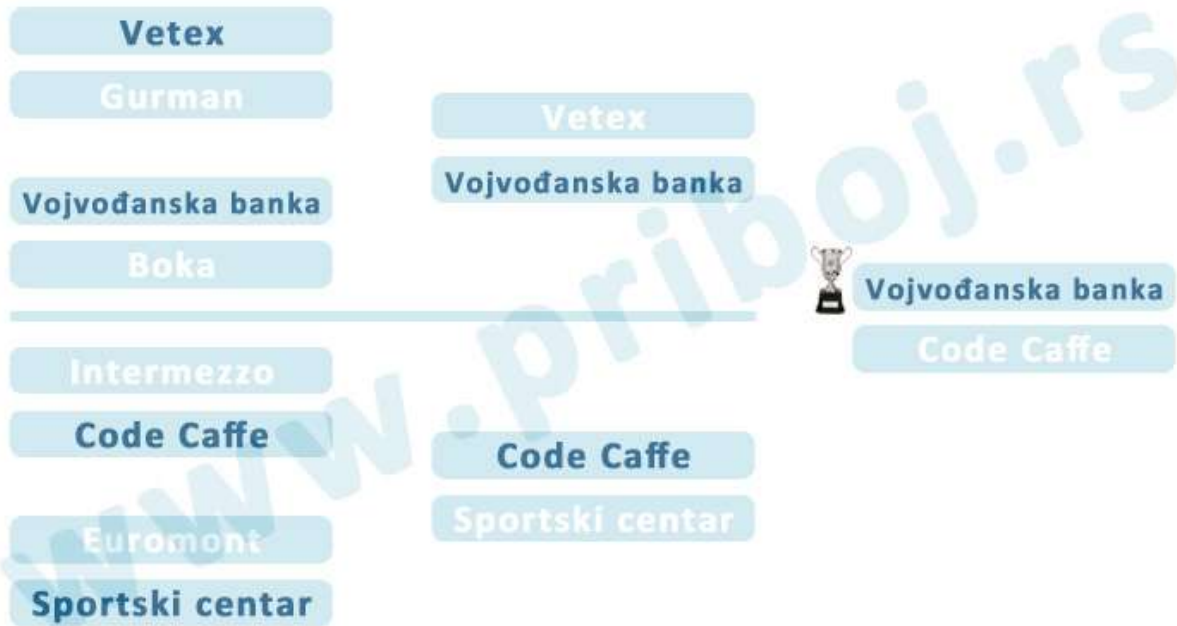 Vetex
Gurman
Vojvođanska banka
Boka
Intermezzo
Code Caffe
Euromont
Sportski centar
Vetex
Vojvođanska banka
Code Caffe
Sportski centar
Vojvođanska banka
Code Caffe
www.priboj.rs